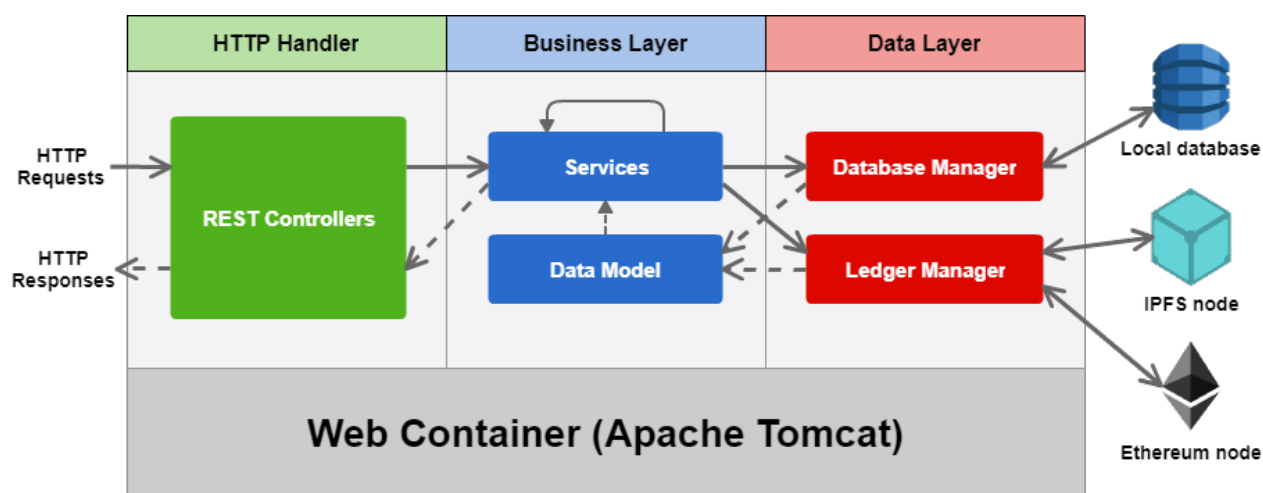 HTTP Handler
Business Layer
Data Layer
HTTP
Requests
REST Controllers
HTTP
Responses
Services
Data Model
Database Manager
Ledger Manager
Local database
IPFS node
Ethereum node
Web Container (Apache Tomcat)